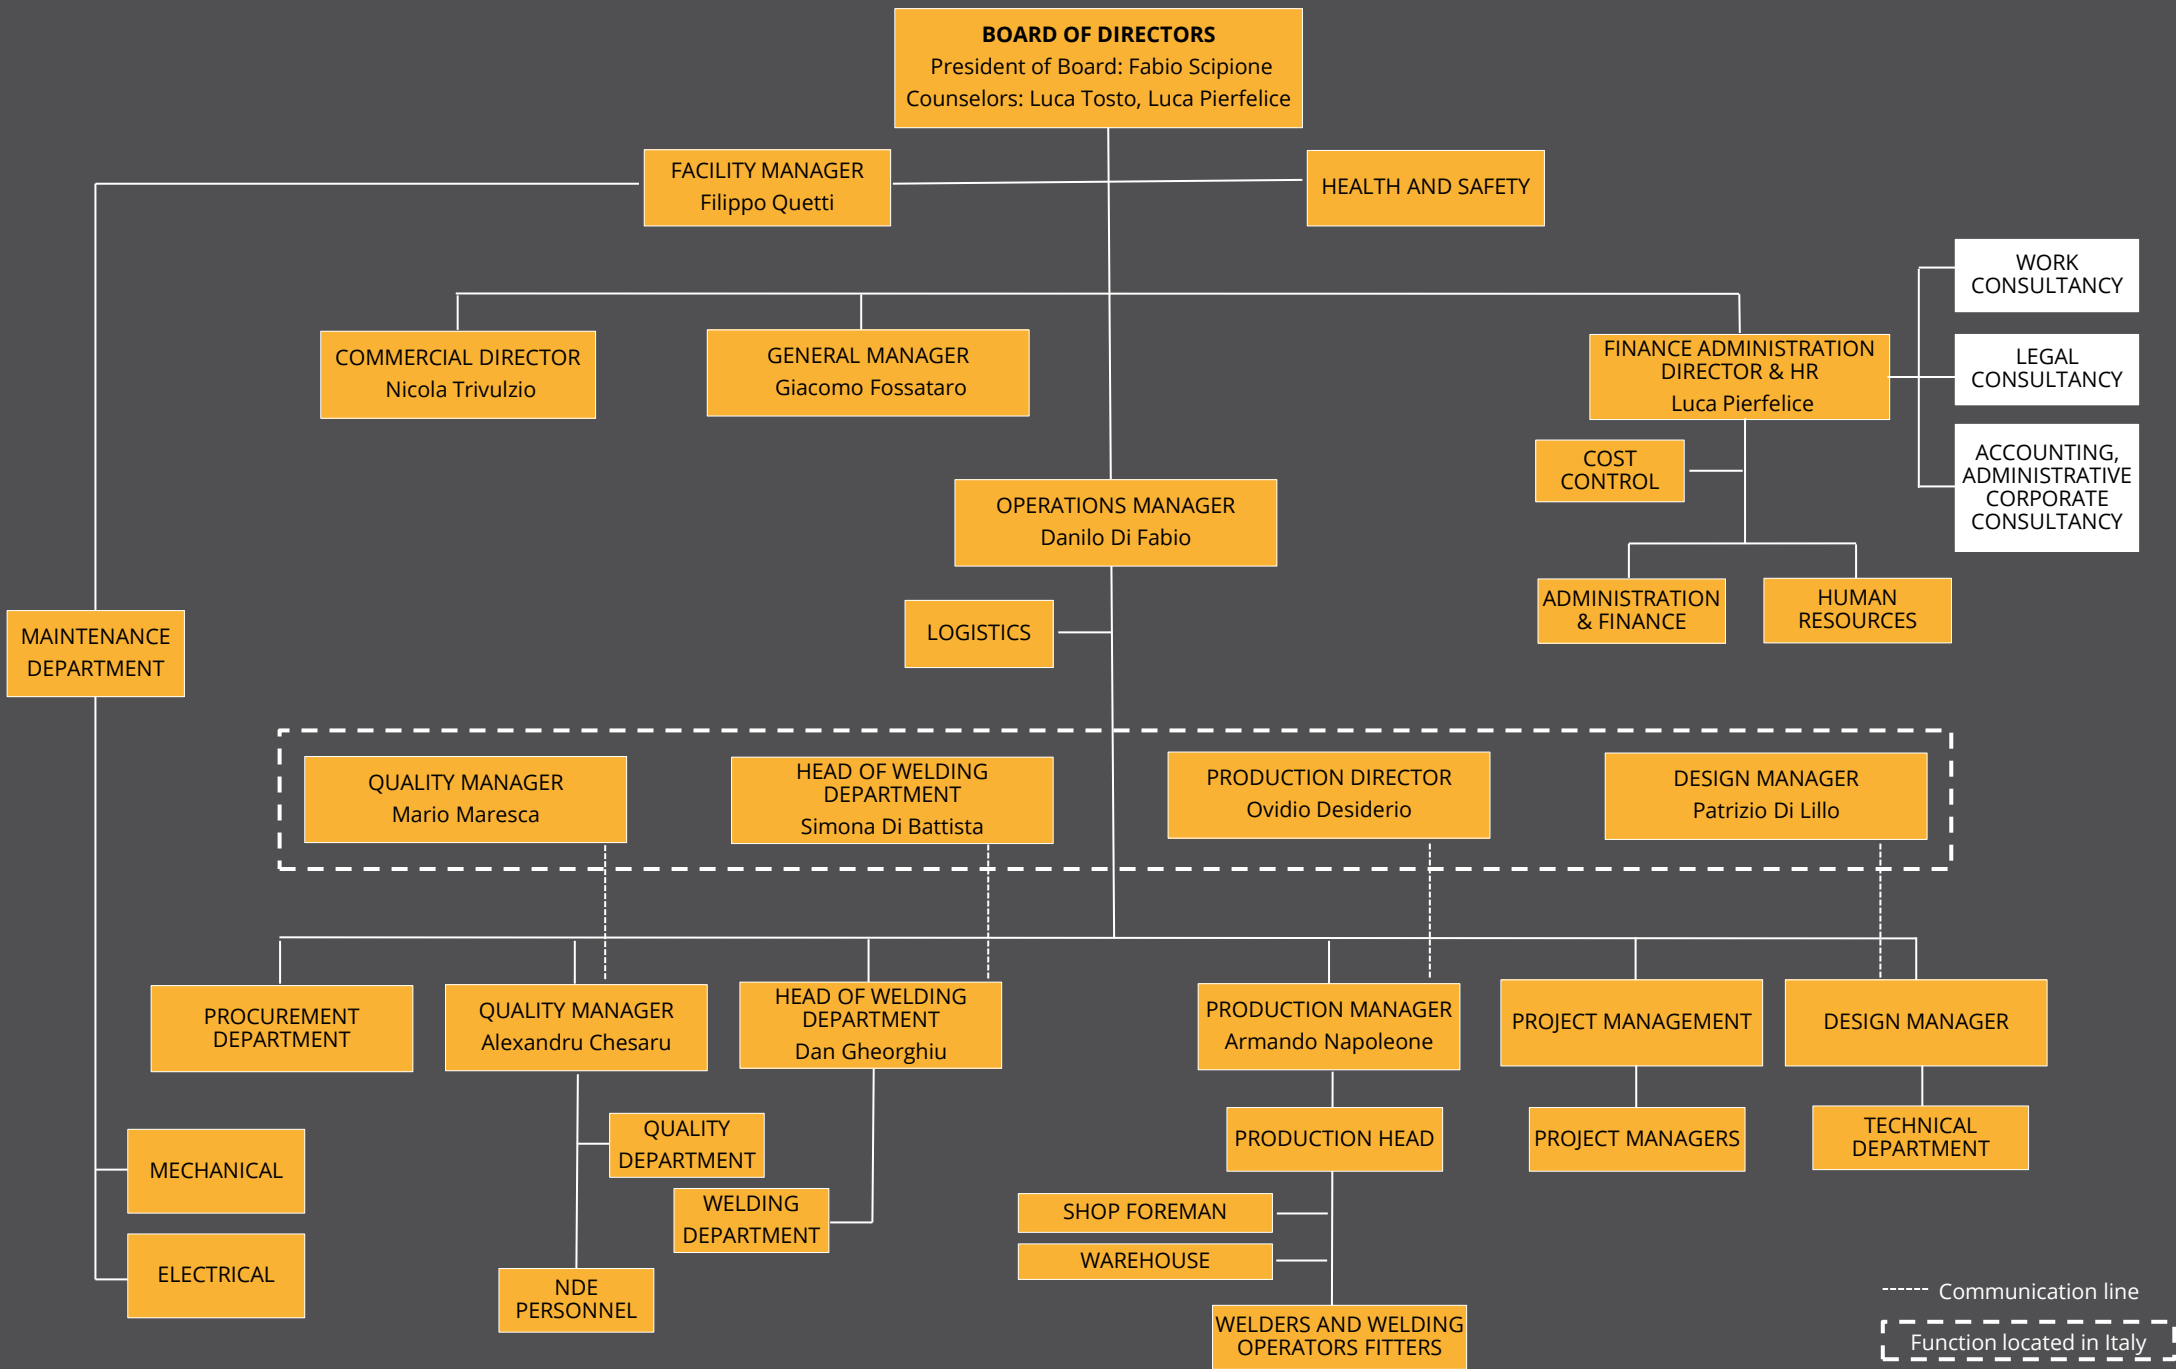 BOARD OF DIRECTORS
President of Board: Fabio Scipione
Counselors: Luca Tosto, Luca Pierfelice
FACILITY MANAGER
Filippo Quetti
HEALTH AND SAFETY
WORK
CONSULTANCY
COMMERCIAL DIRECTOR
Nicola Trivulzio
GENERAL MANAGER
Giacomo Fossataro
FINANCE ADMINISTRATION
DIRECTOR & HR
Luca Pierfelice
LEGAL
CONSULTANCY
COST
CONTROL
ACCOUNTING,
ADMINISTRATIVE
CORPORATE
CONSULTANCY
OPERATIONS MANAGER
Danilo Di Fabio
ADMINISTRATION
& FINANCE
HUMAN
RESOURCES
LOGISTICS
MAINTENANCE
DEPARTMENT
QUALITY MANAGER
Mario Maresca
HEAD OF WELDING
DEPARTMENT
Simona Di Battista
PRODUCTION DIRECTOR
Ovidio Desiderio
DESIGN MANAGER
Patrizio Di Lillo
PROCUREMENT
DEPARTMENT
QUALITY MANAGER
Alexandru Chesaru
HEAD OF WELDING
DEPARTMENT
Dan Gheorghiu
PRODUCTION MANAGER
Armando Napoleone
PROJECT MANAGEMENT
DESIGN MANAGER
QUALITY
DEPARTMENT
PRODUCTION HEAD
PROJECT MANAGERS
TECHNICAL
DEPARTMENT
MECHANICAL
WELDING
DEPARTMENT
SHOP FOREMAN
WAREHOUSE
ELECTRICAL
NDE
PERSONNEL
WELDERS AND WELDING
OPERATORS FITTERS
Communication line
Function located in Italy